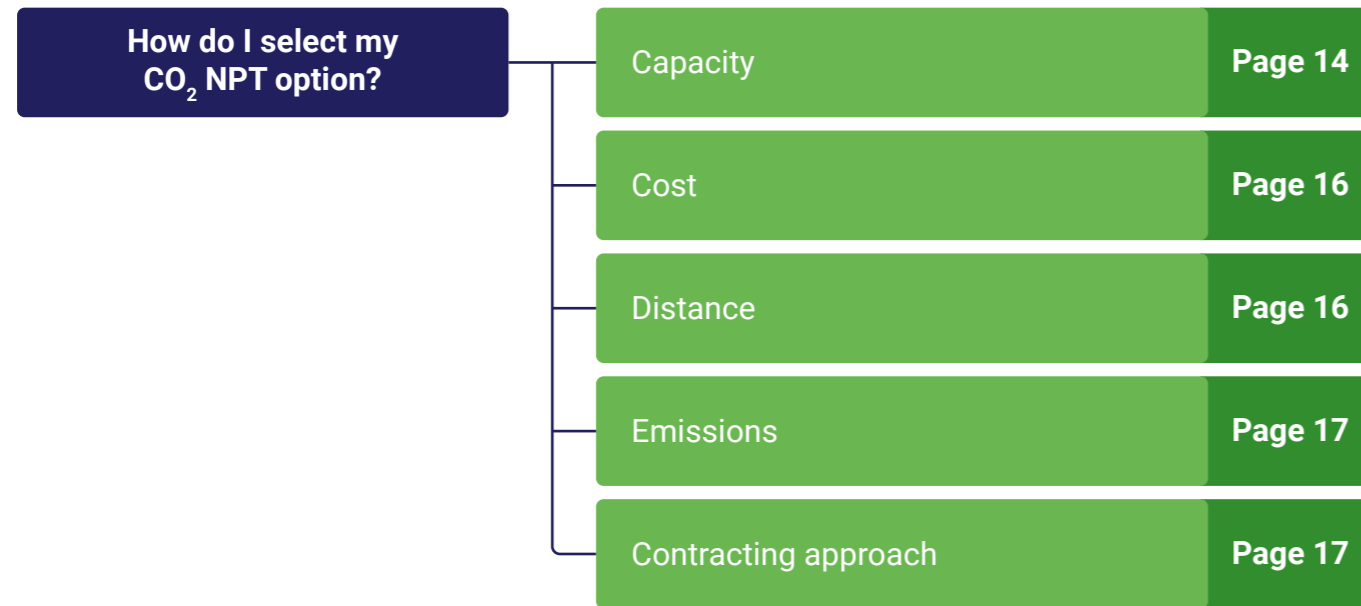 How do I select my
CO₂ NPT option?
Capacity Page 14
Cost Page 16
Distance Page 16
Emissions Page 17
Contracting approach Page 17